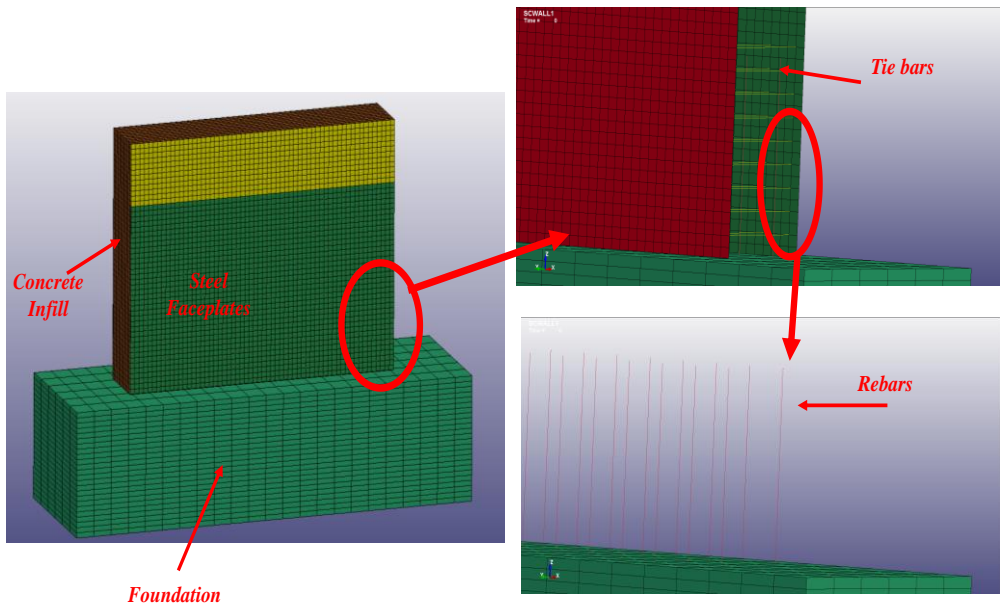 SCWALL1
Time = 0
Tie bars
Concrete
Infill
Steel
Faceplates
SCWALL1
Rebars
Foundation